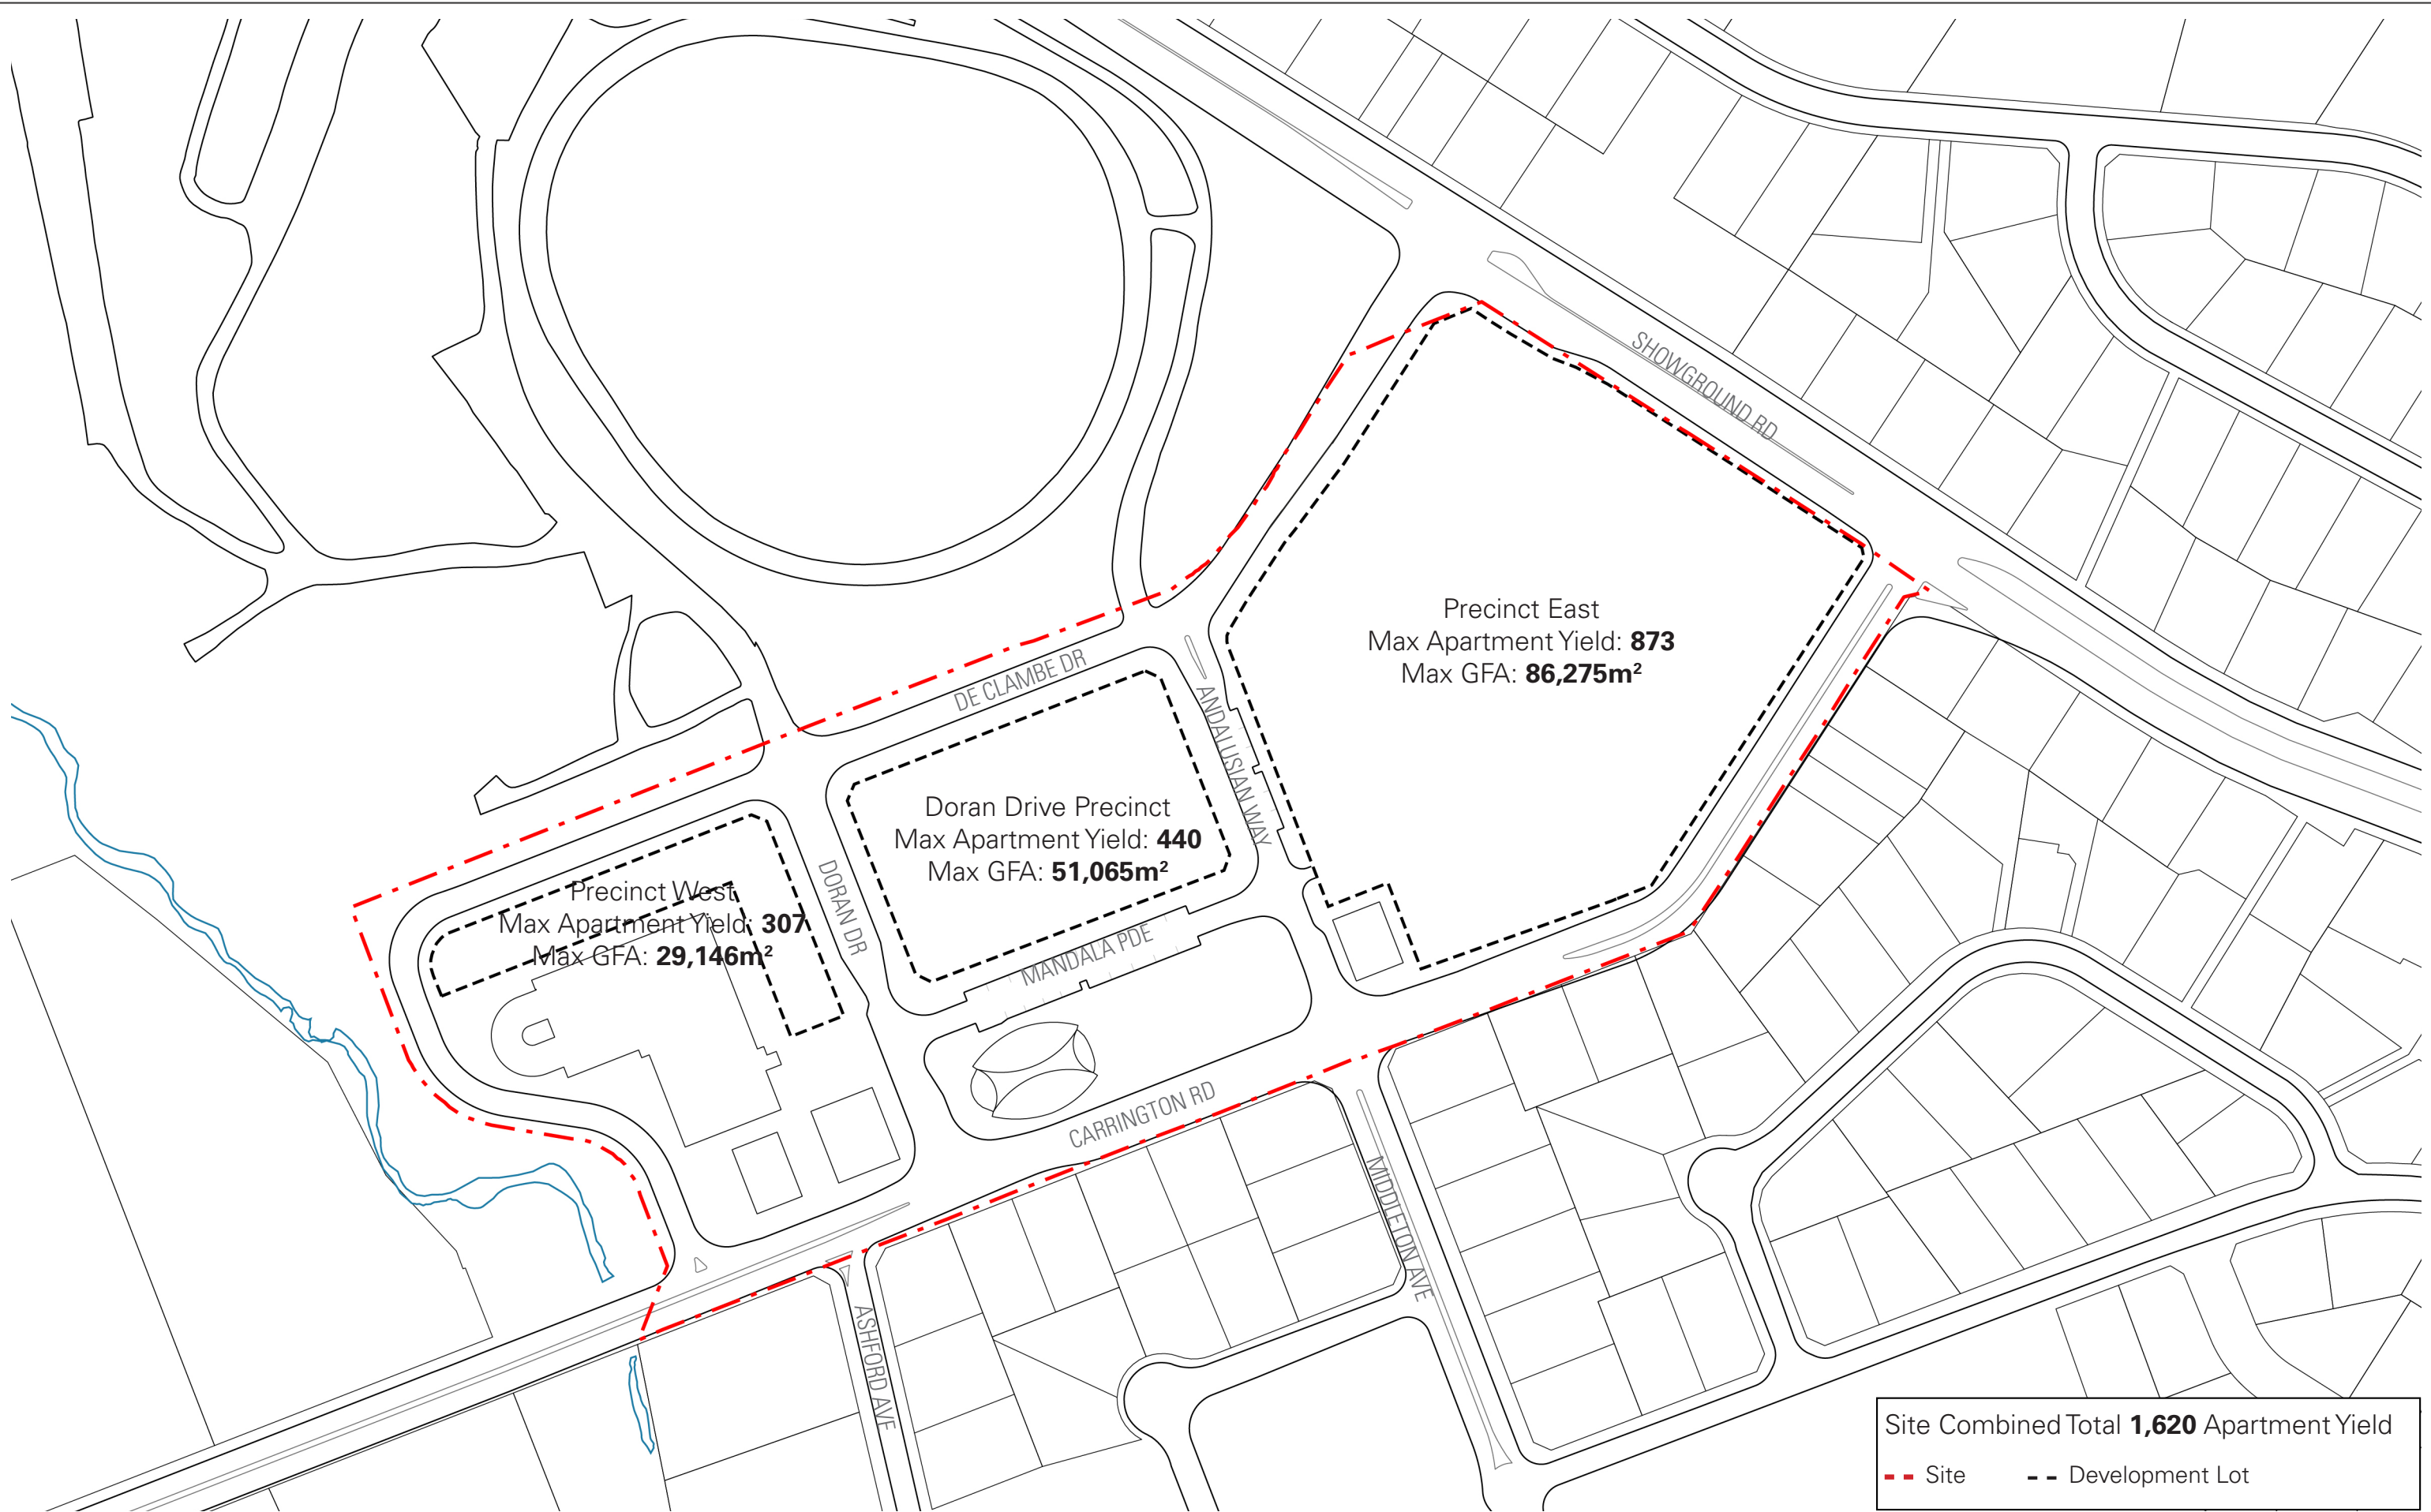 SHOWGROUND RD
Precinct East
Max Apartment Yield: 873
Max GFA: 86,275m²
DE CLAMBE DR
ANDALUSIAN WAY
Doran Drive Precinct
Max Apartment Yield: 440
Max GFA: 51,065m²
DORAN DR
Precinct West
Max Apartment Yield: 307
Max GFA: 29,146m²
MANDALA PDE
CARRINGTON RD
MIDDLETON AVE
ASHFORD AVE
Site Combined Total 1,620 Apartment Yield
Site
Development Lot